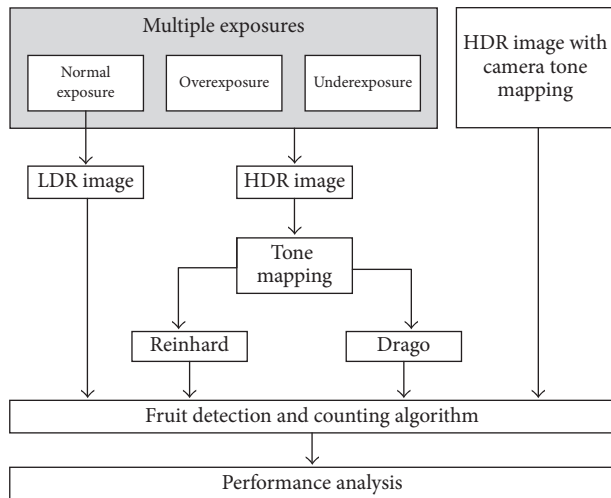 Multiple exposures
Normal
exposure
Overexposure
Underexposure
HDR image with
camera tone
mapping
LDR image
HDR image
Tone
mapping
Reinhard
Drago
Fruit detection and counting algorithm
Performance analysis